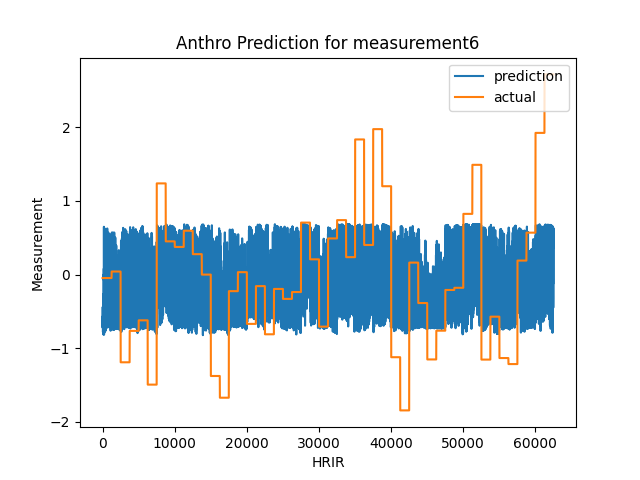 Anthro Prediction for measurement6
prediction
actual
Measurement
2
1
0
−1
−2
0
10000
20000
30000
40000
50000
60000
HRIR